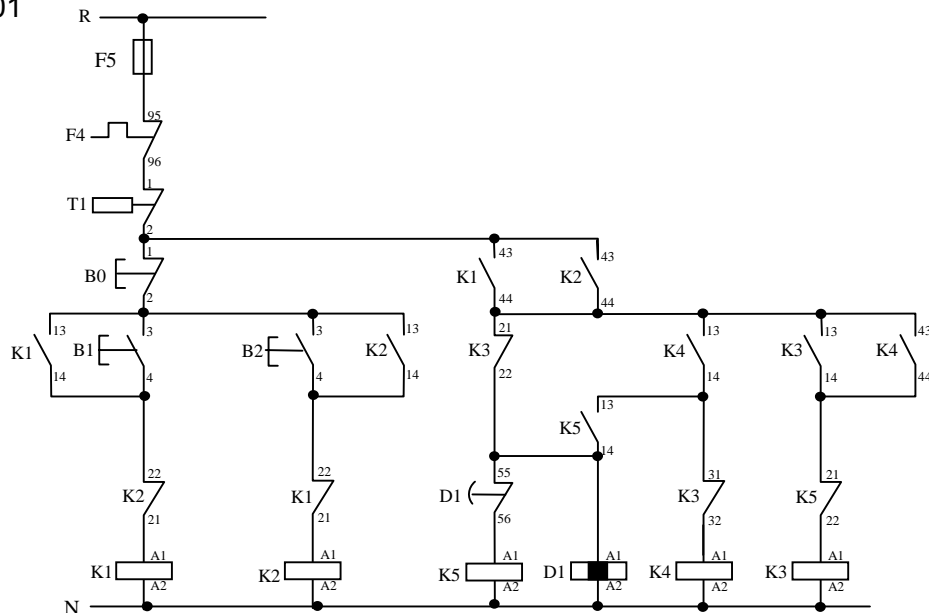 01
R
F5
95
F4
96
1
T1
2
1 43 43
B0 K1 K2
2 44 44
13 3 3 13 21 13 13 43
K1 B1 B2 K2 K3 K4 K3 K4
14 4 4 14 22 14 14 44
13
K5
14
22 22 55 31 21
K2 K1 D1 K3 K5
21 21 56 32 22
A1 A1 A1 A1 A1 A1
K1 K2 K5 D1 K4 K3
A2 A2 A2 A2 A2 A2
N